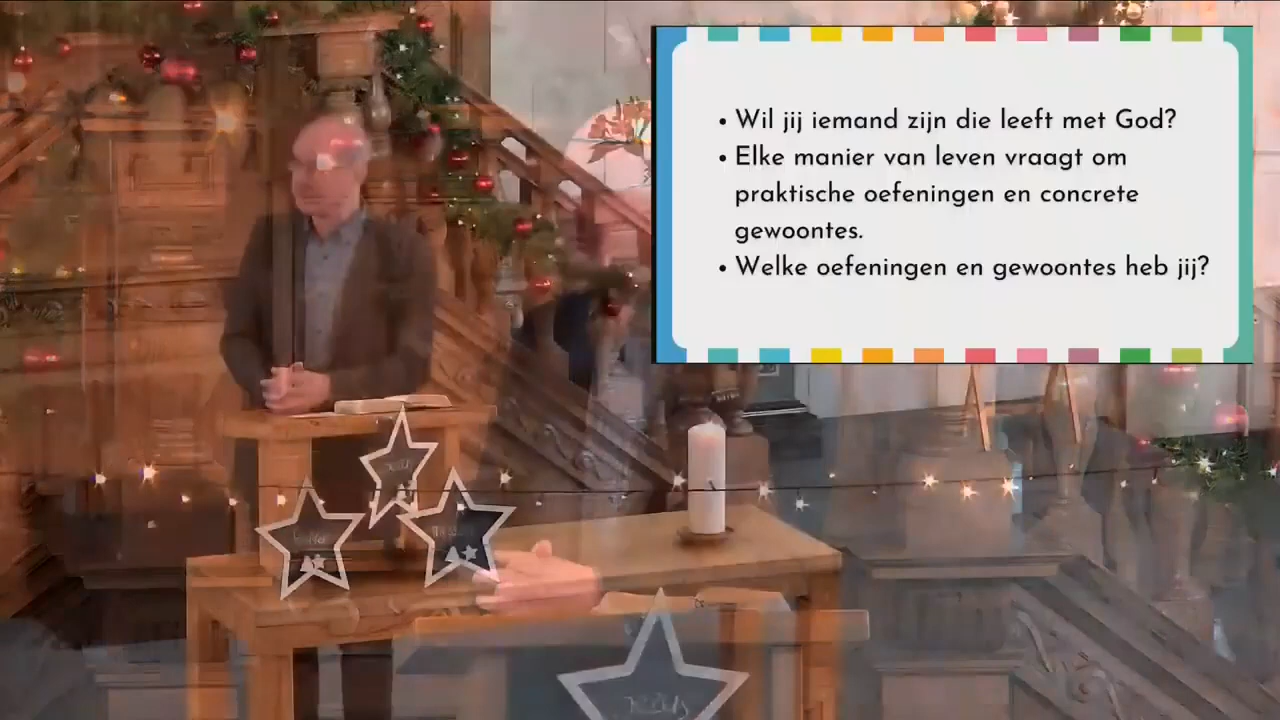 • Wil jij iemand zijn die leeft met God?
• Elke manier van leven vraagt om
praktische oefeningen en concrete
gewoontes.
• Welke oefeningen en gewoontes heb jij?
Jezus